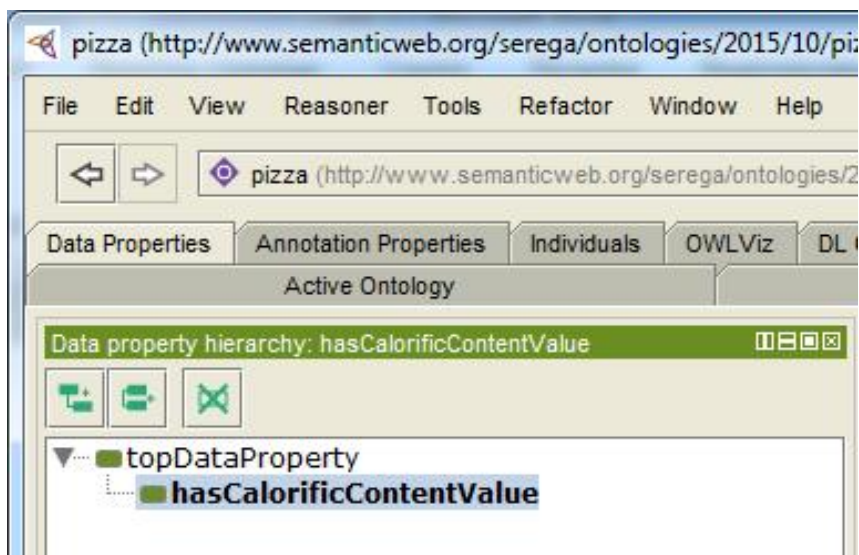 pizza (http://www.semanticweb.org/serega/ontologies/2015/10/piz
File Edit View Reasoner Tools Refactor Window Help
pizza (http://www.semanticweb.org/serega/ontologies/2
Data Properties Annotation Properties Individuals OWLViz DL
Active Ontology
Data property hierarchy: hasCalorificContentValue
topDataProperty
hasCalorificContentValue